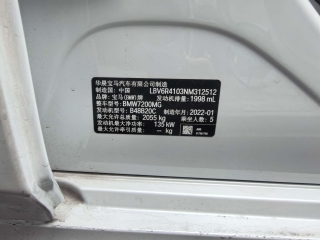 华晨宝马汽车有限公司制造
制造国: 中国 LBV6R4103NM312512
品牌: 宝马(BMW)牌 发动机排量: 1998 mL
整车型号: BMW7200MG
发动机型号: B48B20C 制造年月: 2022-01
最大允许总质量: 2055 kg 乘坐人数: 5
发动机最大净功率: 135 kW
最大允许牵引质量: -- kg